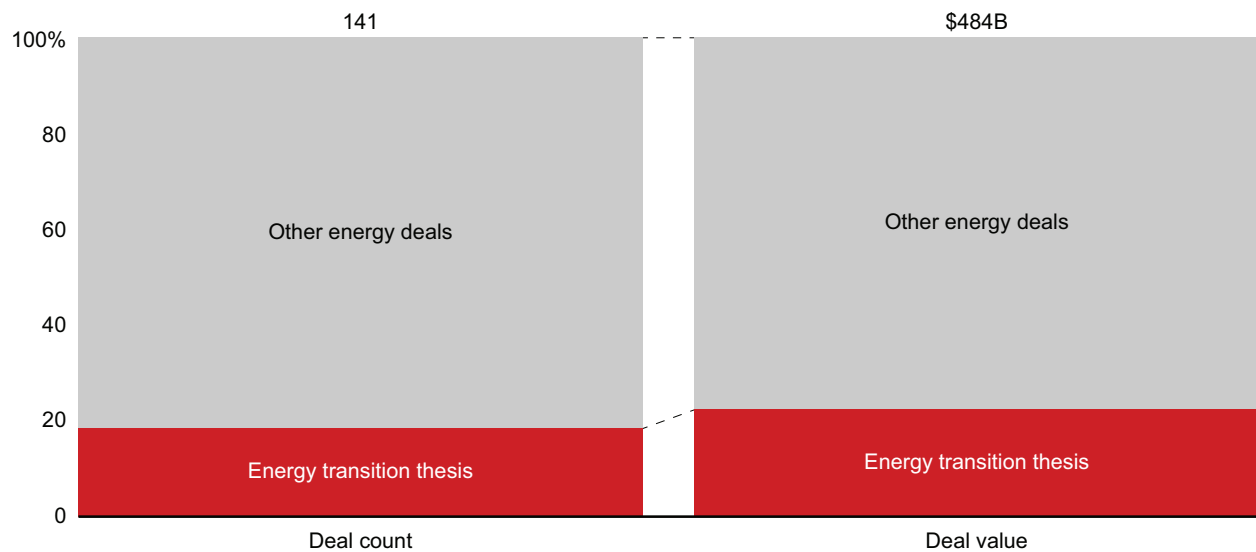 141
$484B
100%
80
60
40
20
0
Other energy deals
Other energy deals
Energy transition thesis
Energy transition thesis
Deal count
Deal value